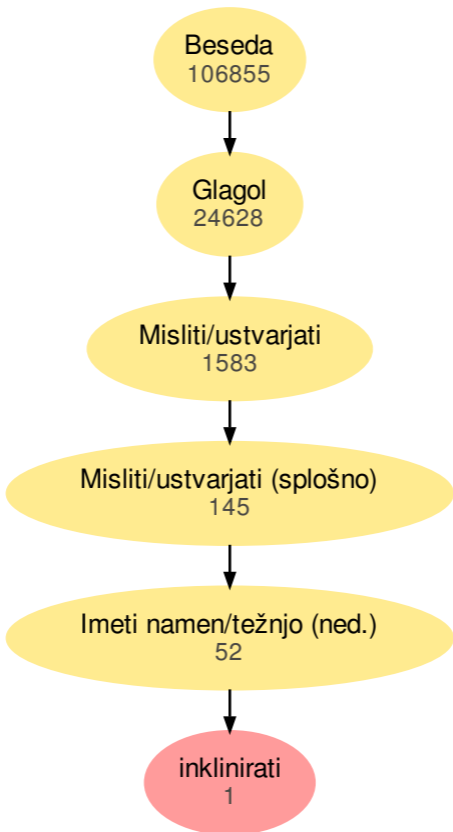 Beseda
106855
Glagol
24628
Misliti/ustvarjati
1583
Misliti/ustvarjati (splošno)
145
Imeti namen/težnjo (ned.)
52
inklinirati
1